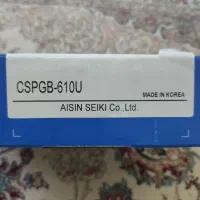 CSPGB-610U
MADE IN KOREA
AISIN SEIKI Co.,Ltd.